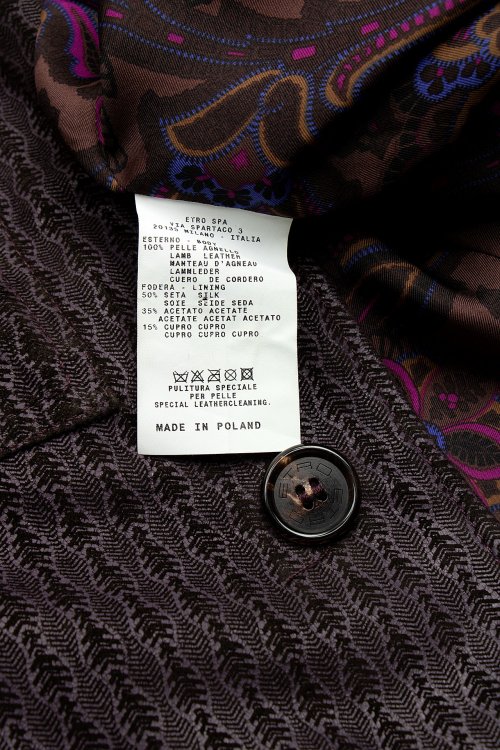 ETRO SPA
VIA SPARTACO 3
20135 MILANO - ITALIA
ESTERNO - BODY
100% PELLE AGNELLO
LAMB LEATHER
MANTEAU D'AGNEAU
LAMMLEDER
CUERO DE CORDERO
FODERA - LINING
50% SETA SILK
SOIE SEIDE SEDA
35% ACETATO ACETATE
ACETATE ACETAT ACETATO
15% CUPRO CUPRO
CUPRO CUPRO CUPRO
PULITURA SPECIALE
PER PELLE
SPECIAL LEATHERCLEANING.
MADE IN POLAND
ETRO